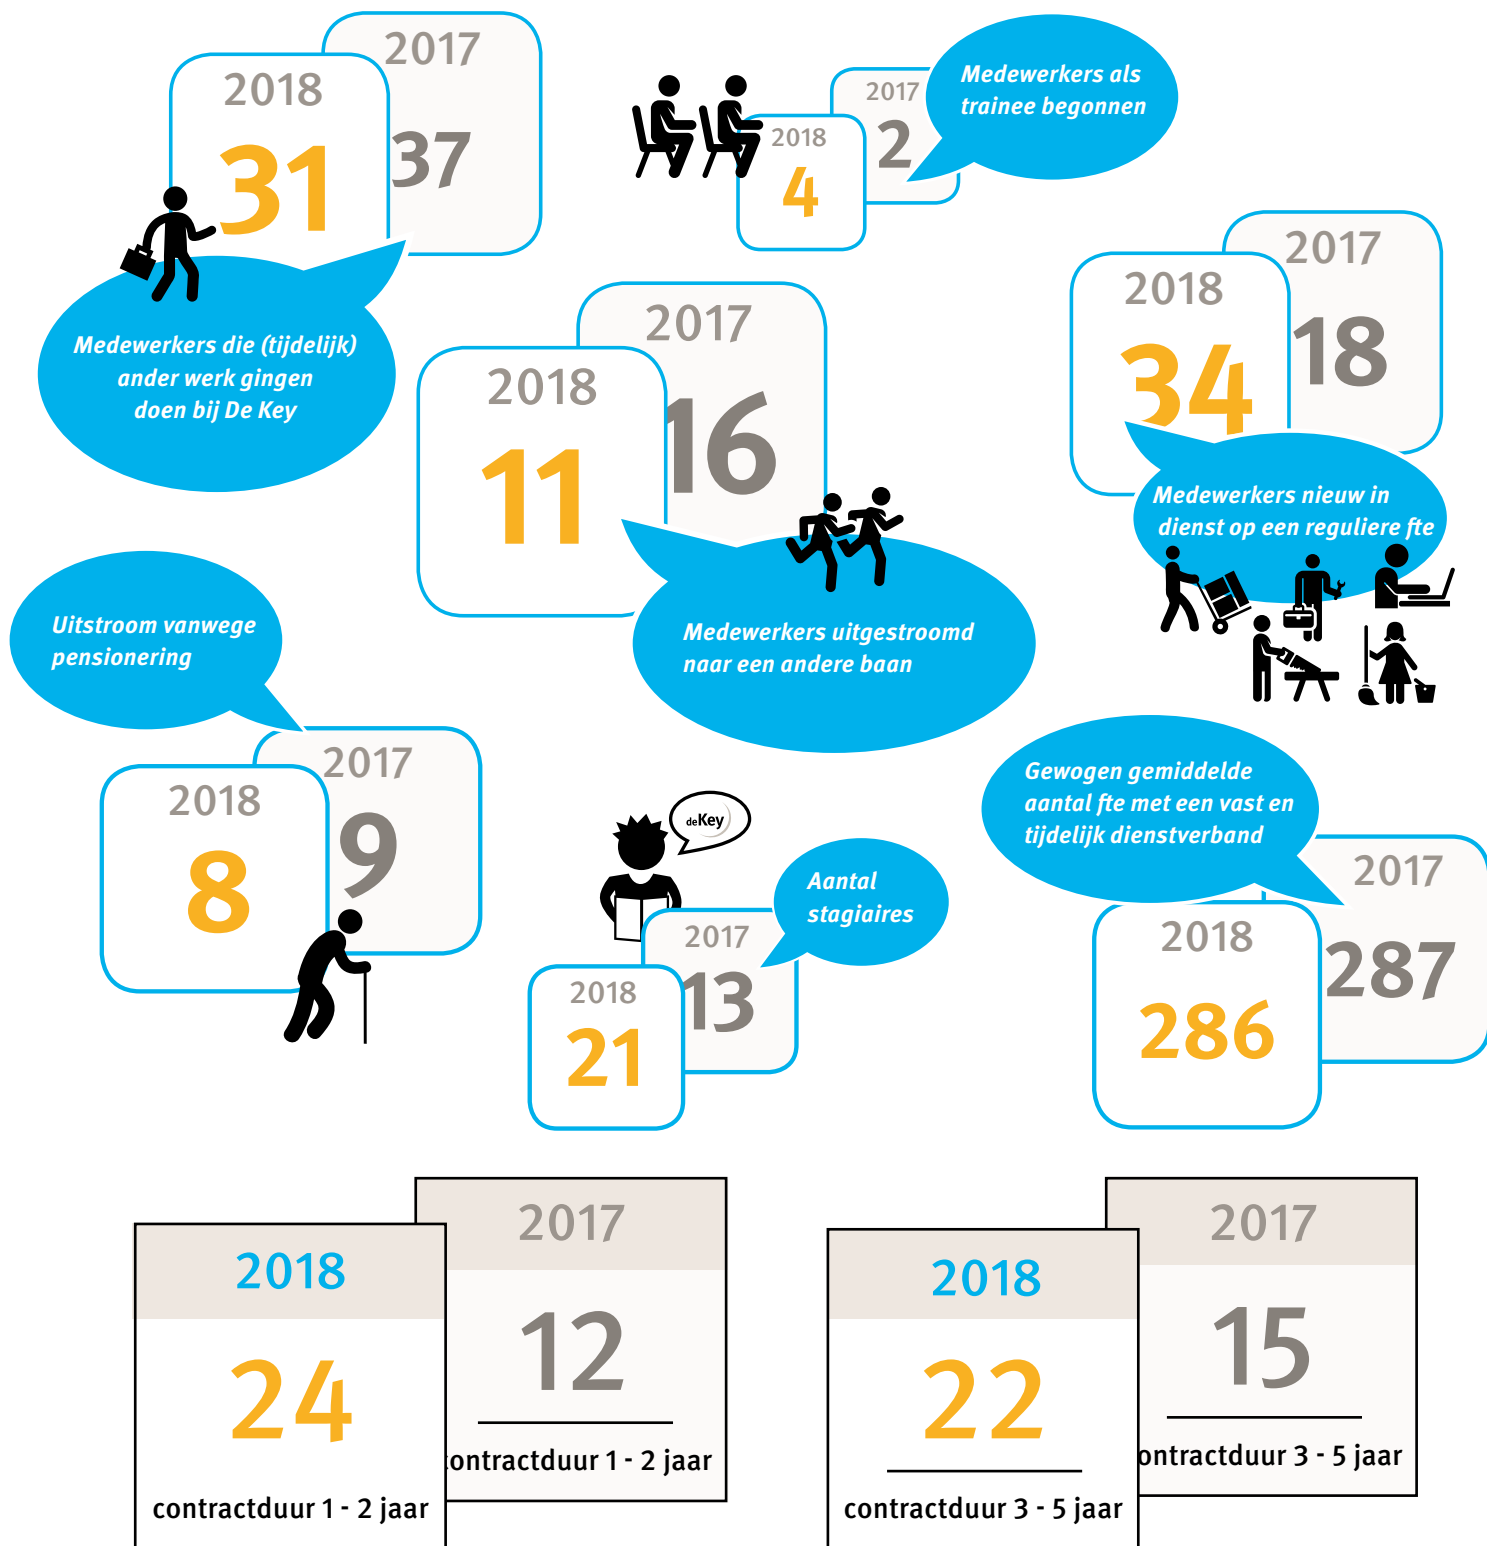 2017
2018
37
31
Medewerkers die (tijdelijk)
ander werk gingen
doen bij De Key
Medewerkers als
trainee begonnen
2017
2018
2
4
2017
2018
18
34
Medewerkers nieuw in
dienst op een reguliere fte
2017
2018
16
11
Medewerkers uitgestroomd
naar een andere baan
Uitstroom vanwege
pensionering
2017
2018
9
8
deKey
Aantal
stagiaires
2017
2018
13
21
Gewogen gemiddelde
aantal fte met een vast en
tijdelijk dienstverband
2017
2018
287
286
2017
2018
12
24
ontractduur 1 - 2 jaar
contractduur 1 - 2 jaar
2017
2018
15
22
ontractduur 3 - 5 jaar
contractduur 3 - 5 jaar